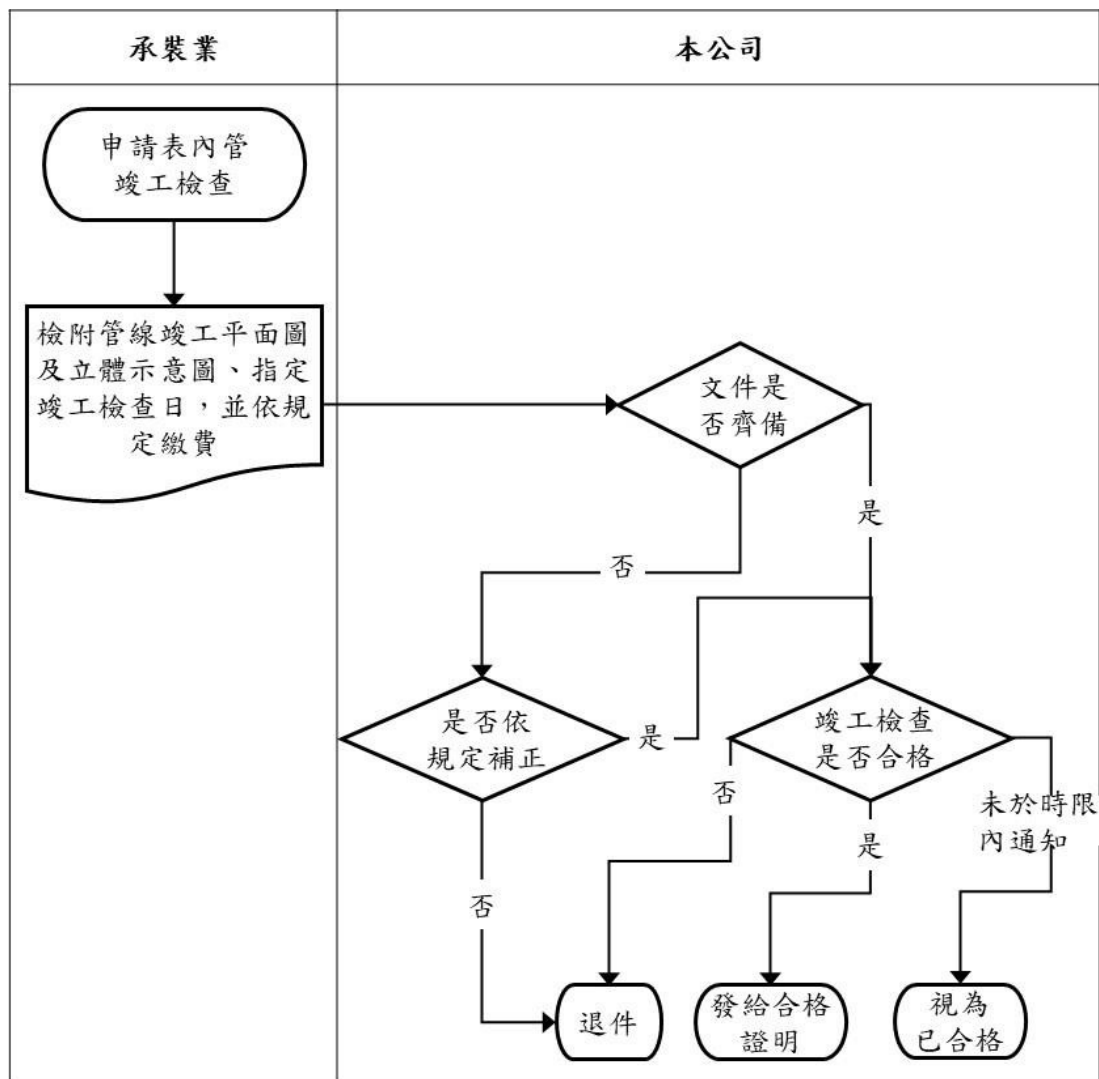 承裝業
本公司
申請表內管
竣工檢查
檢附管線竣工平面圖
及立體示意圖、指定
竣工檢查日，並依規
定繳費
文件是
否齊備
是
否
是否依
規定補正
是
竣工檢查
是否合格
否
是
未於時限
內通知
否
退件
發給合格
證明
視為
已合格